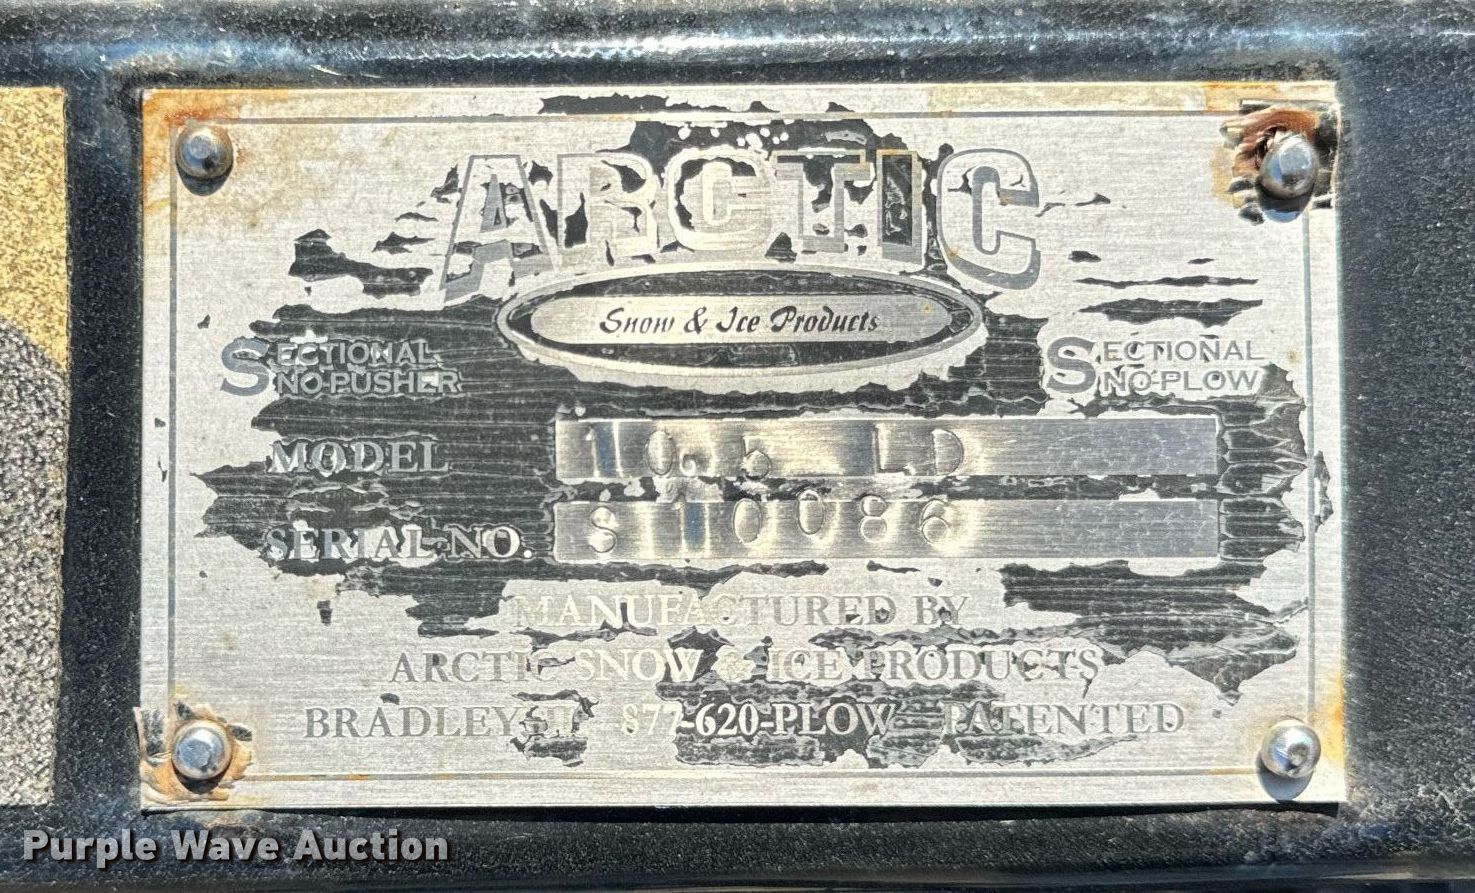 ARCTIC
Snow & Ice Products
SECTIONAL
SNO-PUSHER
SECTIONAL
SNO-PLOW
MODEL 10.5 LD
SERIAL NO. S110086
MANUFACTURED BY
ARCTIC SNOW & ICE PRODUCTS
BRADLEY, IL 877-620-PLOW PATENTED
Purple Wave Auction